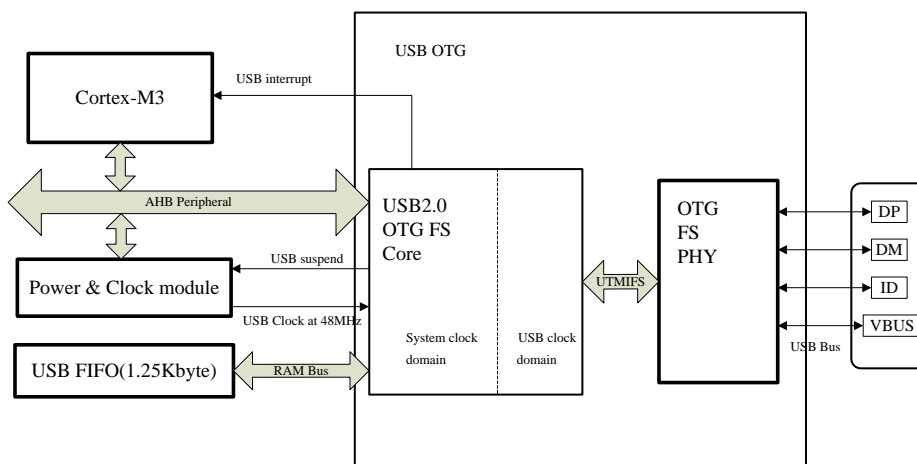 USB OTG
USB interrupt
Cortex-M3
AHB Peripheral
USB2.0
OTG FS
Core
OTG
FS
PHY
DP
DM
ID
VBUS
USB Bus
USB suspend
Power & Clock module
USB Clock at 48MHz
UTMIFS
System clock
domain
USB clock
domain
USB FIFO(1.25Kbyte)
RAM Bus